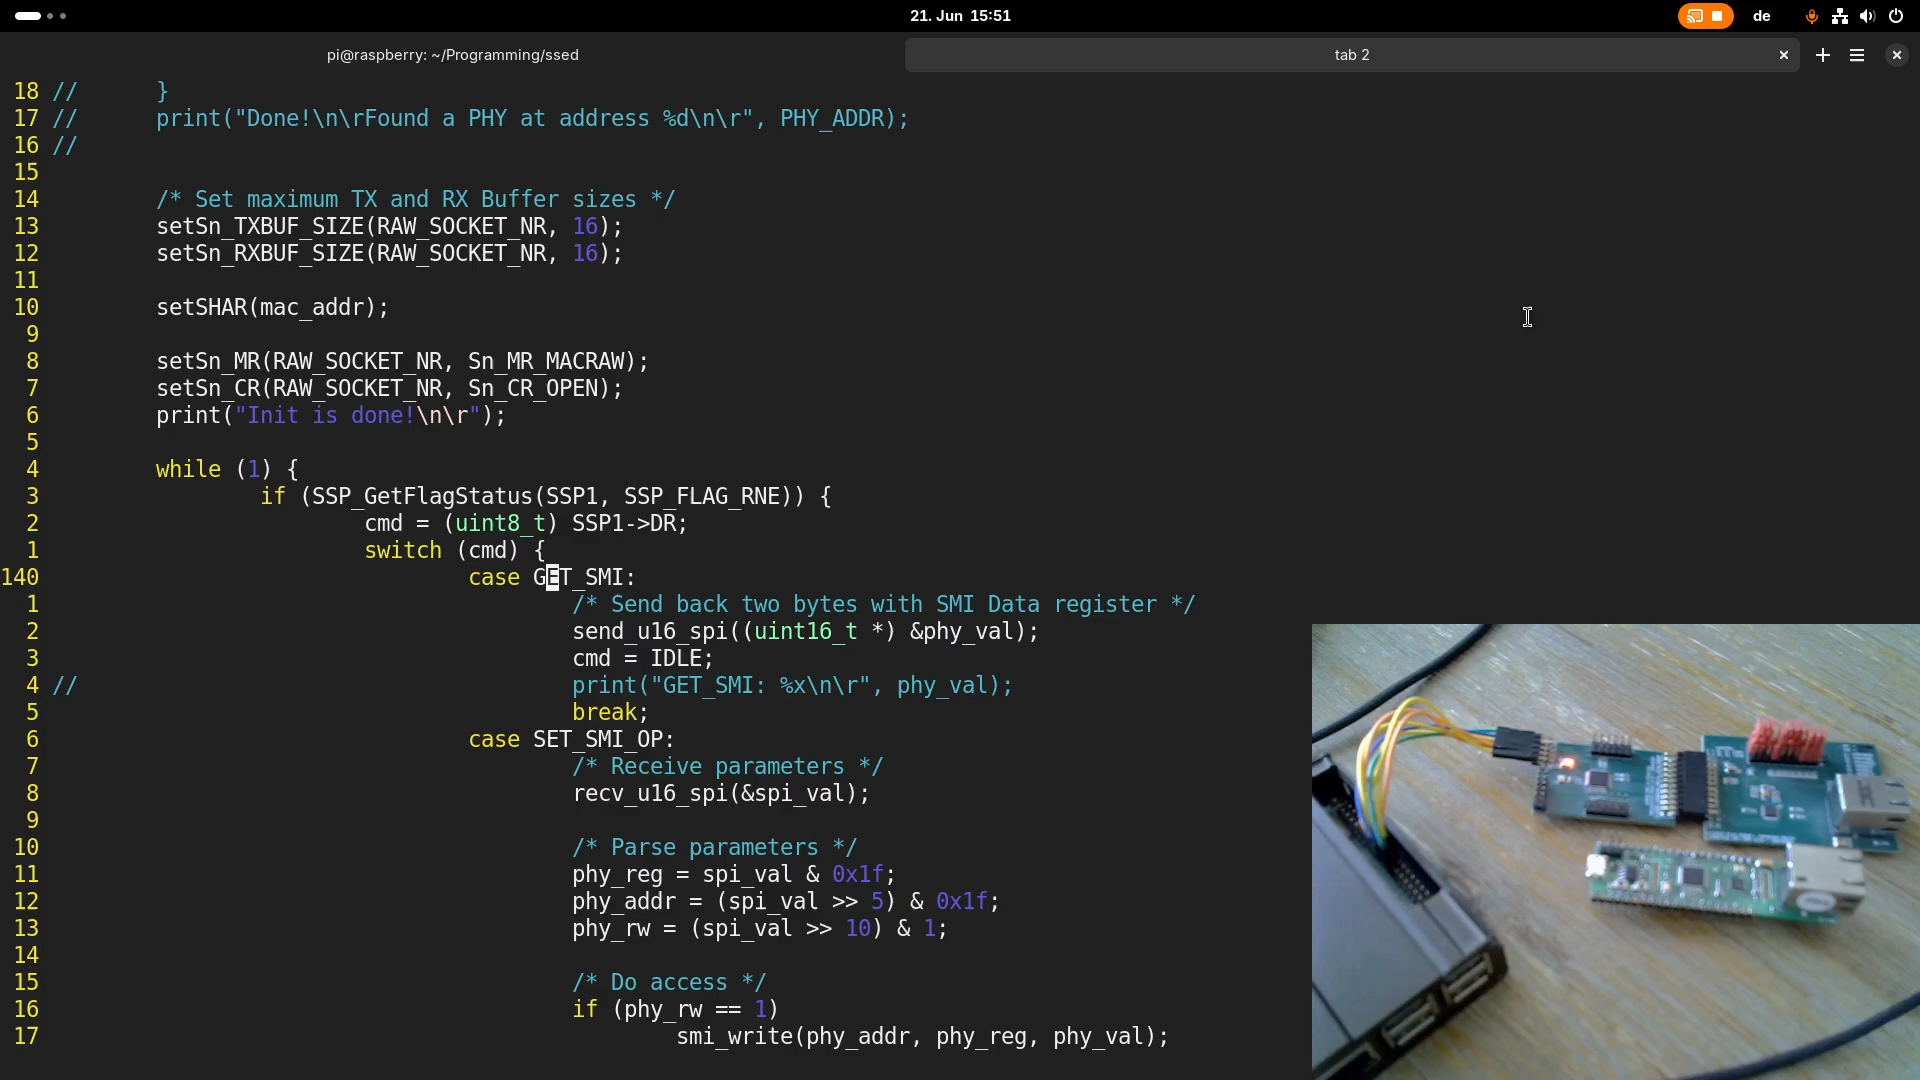 21. Jun 15:51
de
pi@raspberry: ~/Programming/ssed
tab 2
18 // }
17 // print("Done!\n\rFound a PHY at address %d\n\r", PHY_ADDR);
16 //
15
14 /* Set maximum TX and RX Buffer sizes */
13 setSn_TXBUF_SIZE(RAW_SOCKET_NR, 16);
12 setSn_RXBUF_SIZE(RAW_SOCKET_NR, 16);
11
10 setSHAR(mac_addr);
9
8 setSn_MR(RAW_SOCKET_NR, Sn_MR_MACRAW);
7 setSn_CR(RAW_SOCKET_NR, Sn_CR_OPEN);
6 print("Init is done!\n\r");
5
4 while (1) {
3 if (SSP_GetFlagStatus(SSP1, SSP_FLAG_RNE)) {
2 cmd = (uint8_t) SSP1->DR;
1 switch (cmd) {
140 case GET_SMI:
1 /* Send back two bytes with SMI Data register */
2 send_u16_spi((uint16_t *) &phy_val);
3 cmd = IDLE;
4 // print("GET_SMI: %x\n\r", phy_val);
5 break;
6 case SET_SMI_OP:
7 /* Receive parameters */
8 recv_u16_spi(&spi_val);
9
10 /* Parse parameters */
11 phy_reg = spi_val & 0x1f;
12 phy_addr = (spi_val >> 5) & 0x1f;
13 phy_rw = (spi_val >> 10) & 1;
14
15 /* Do access */
16 if (phy_rw == 1)
17 smi_write(phy_addr, phy_reg, phy_val);